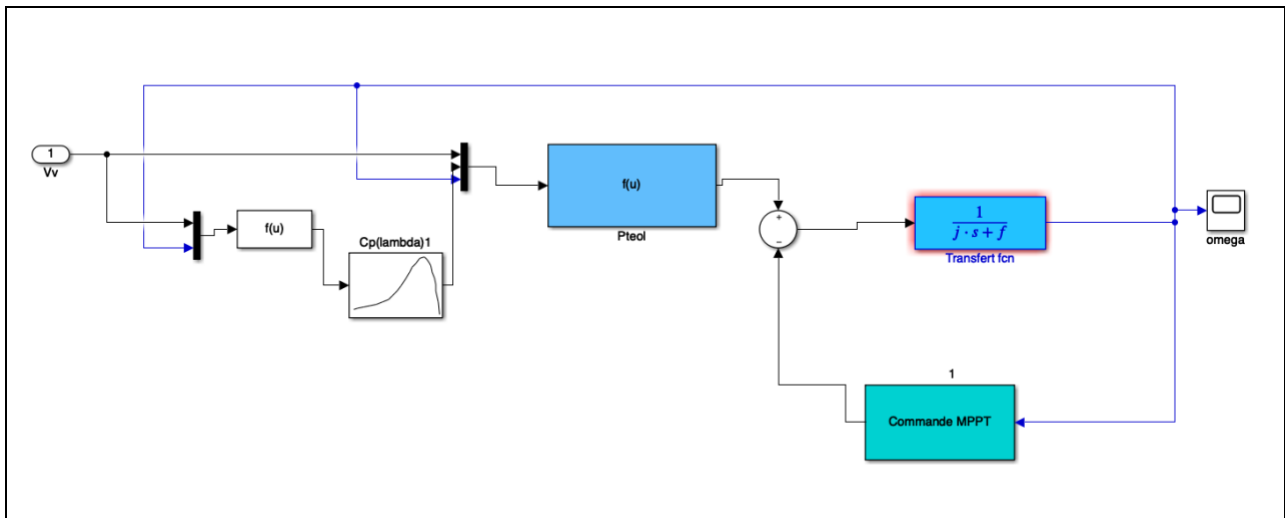 1
Vv
f(u)
Cp(lambda)1
f(u)
Pteol
+
−
1
j · s + f
Transfert fcn
omega
1
Commande MPPT